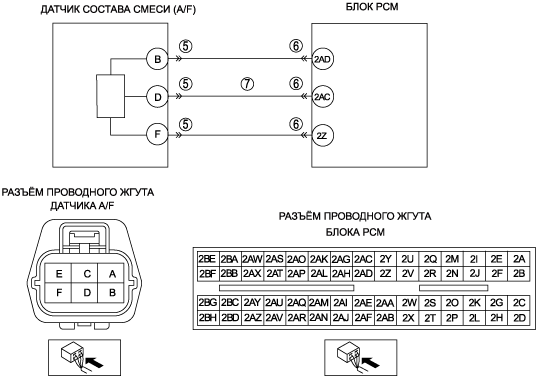 ДАТЧИК СОСТАВА СМЕСИ (A/F)
БЛОК PCM
B 5 6 2AD
D 5 7 6 2AC
F 5 6 2Z
РАЗЪЁМ ПРОВОДНОГО ЖГУТА
ДАТЧИКА A/F
E C A
F D B
РАЗЪЁМ ПРОВОДНОГО ЖГУТА
БЛОКА PCM
2BE 2BA 2AW 2AS 2AO 2AK 2AG 2AC 2Y 2U 2Q 2M 2I 2E 2A
2BF 2BB 2AX 2AT 2AP 2AL 2AH 2AD 2Z 2V 2R 2N 2J 2F 2B
2BG 2BC 2AY 2AU 2AQ 2AM 2AI 2AE 2AA 2W 2S 2O 2K 2G 2C
2BH 2BD 2AZ 2AV 2AR 2AN 2AJ 2AF 2AB 2X 2T 2P 2L 2H 2D